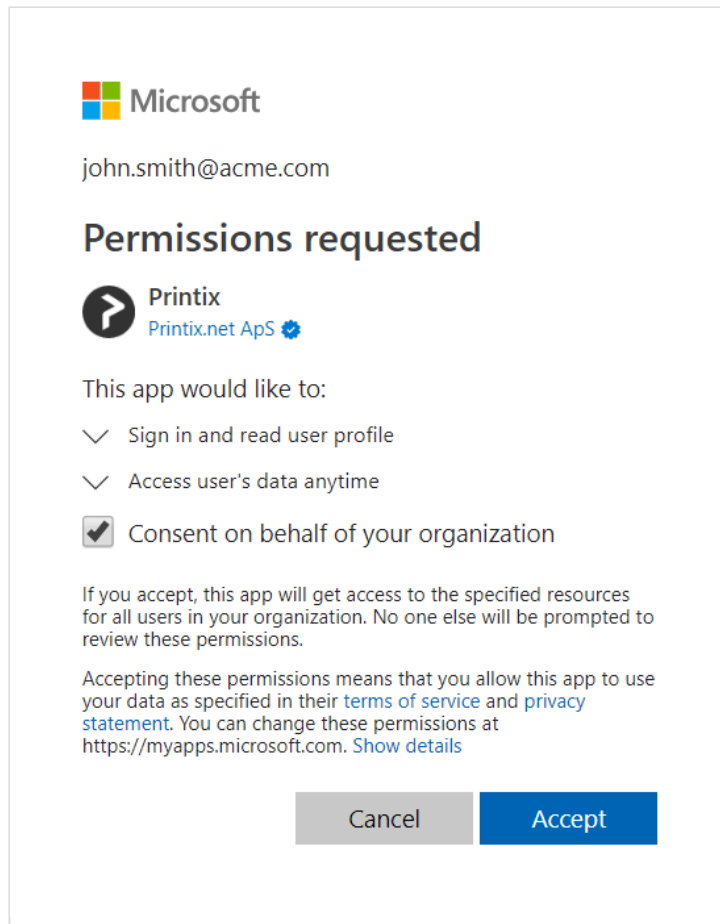 Microsoft
john.smith@acme.com
Permissions requested
Printix
Printix.net ApS
This app would like to:
Sign in and read user profile
Access user's data anytime
Consent on behalf of your organization
If you accept, this app will get access to the specified resources
for all users in your organization. No one else will be prompted to
review these permissions.
Accepting these permissions means that you allow this app to use
your data as specified in their terms of service and privacy
statement. You can change these permissions at
https://myapps.microsoft.com. Show details
Cancel Accept